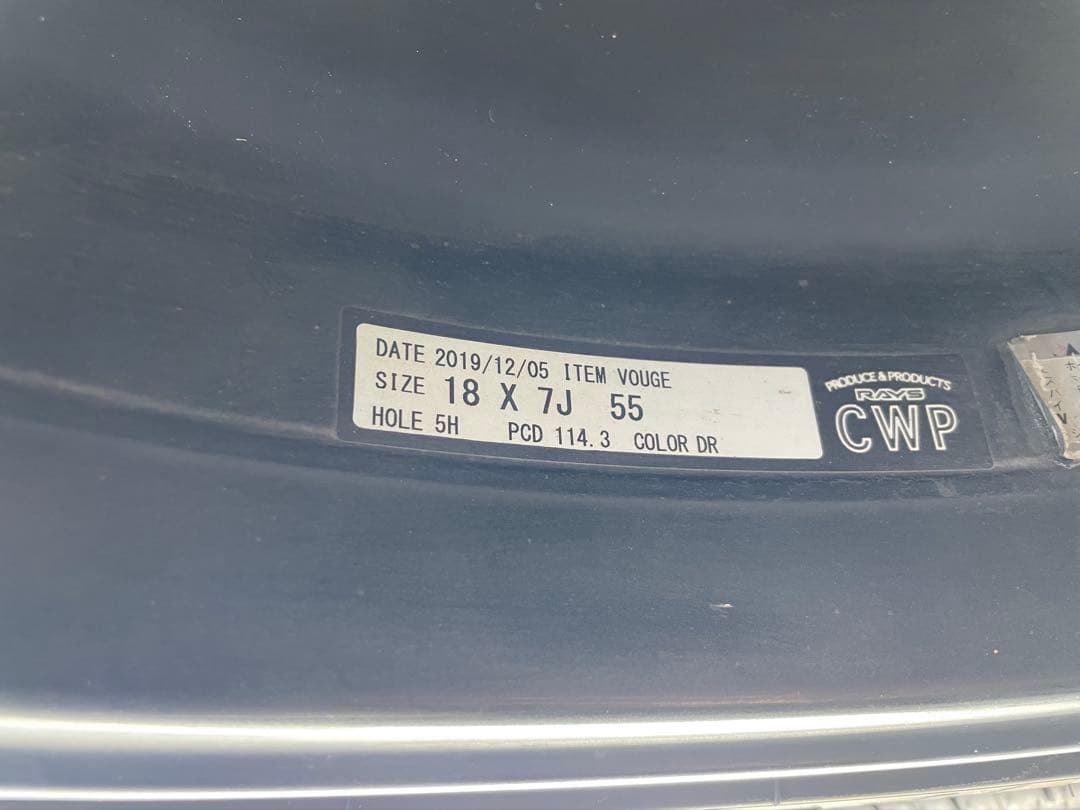 DATE 2019/12/05 ITEM VOUGE
SIZE 18 X 7J 55
HOLE 5H PCD 114.3 COLOR DR
PRODUCE & PRODUCTS
RAYS
CWP